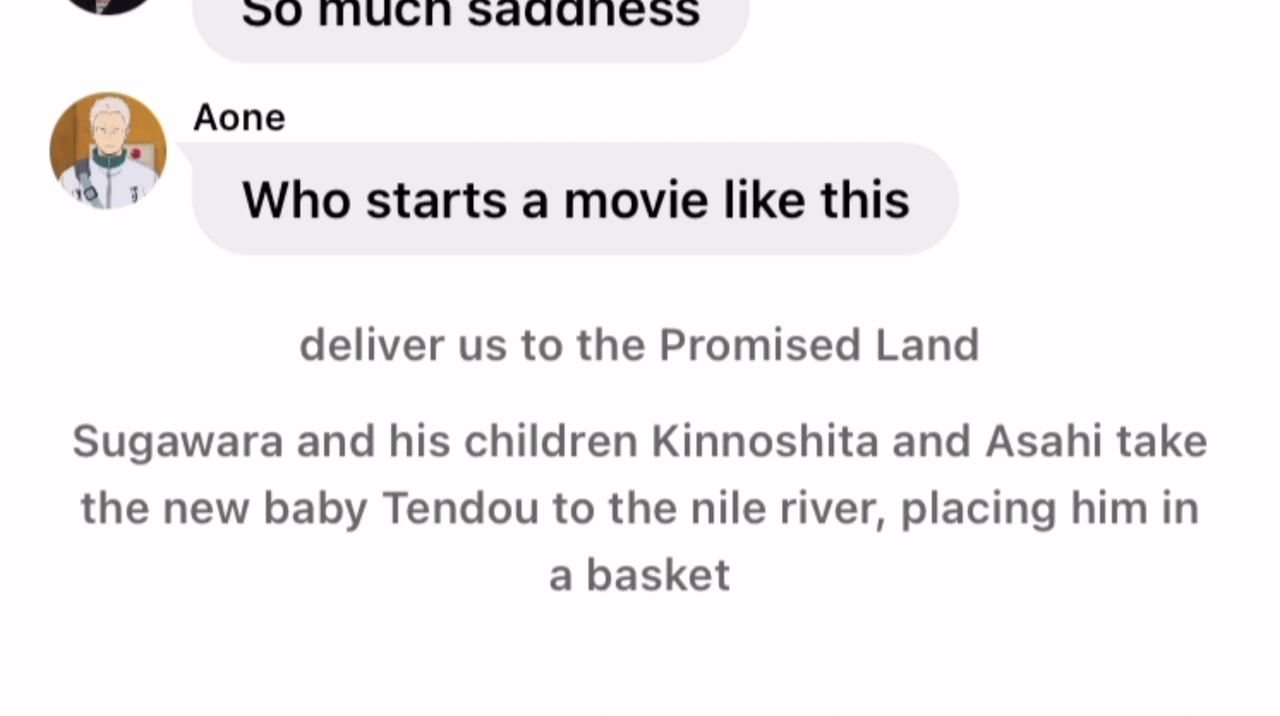 So much saddness
Aone
Who starts a movie like this
deliver us to the Promised Land
Sugawara and his children Kinnoshita and Asahi take
the new baby Tendou to the nile river, placing him in
a basket